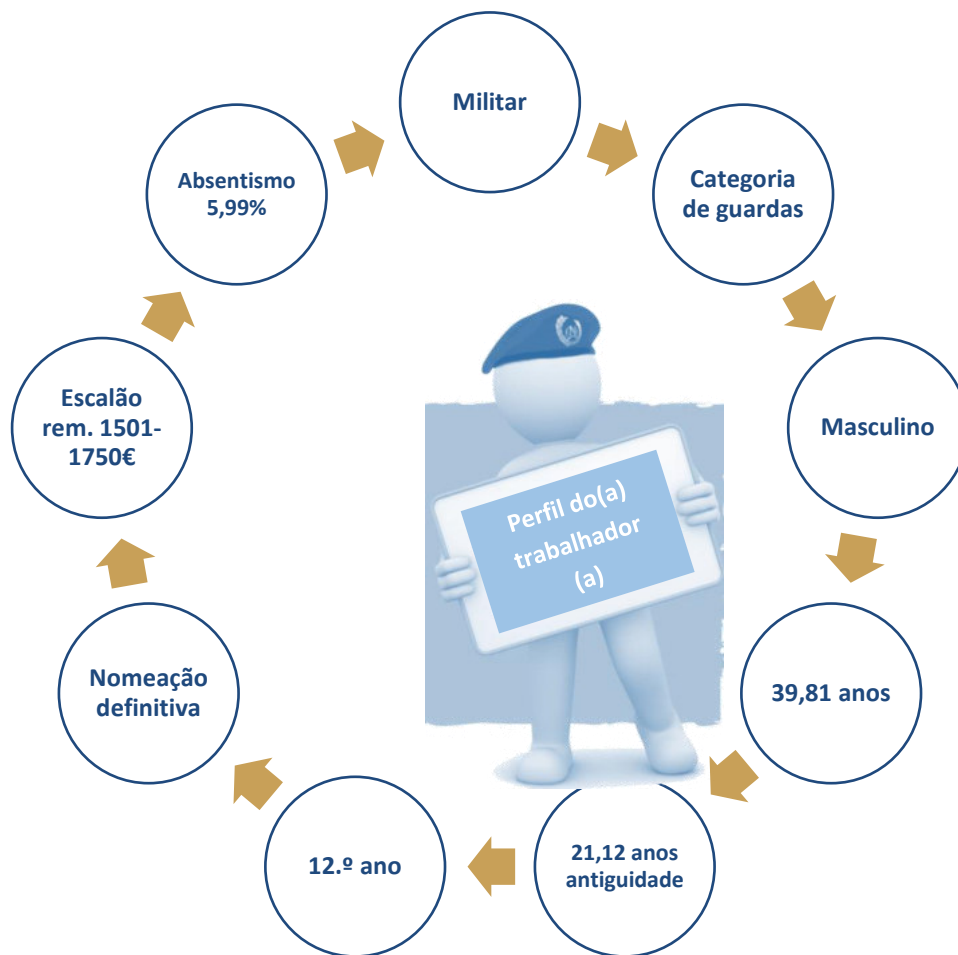 Militar
Categoria
de guardas
Masculino
39,81 anos
21,12 anos
antiguidade
12.º ano
Nomeação
definitiva
Escalão
rem. 1501-
1750€
Absentismo
5,99%
Perfil do(a)
trabalhador
(a)